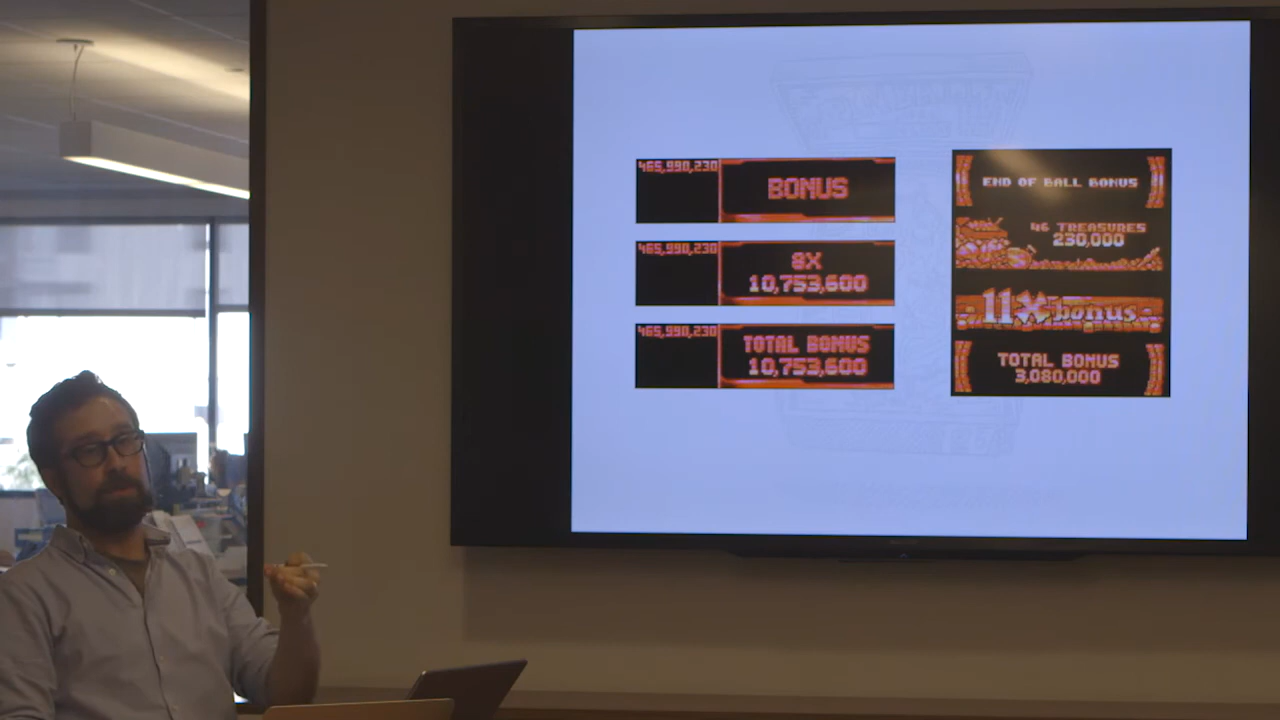 465,990,230
BONUS
465,990,230
8X
10,753,600
465,990,230
TOTAL BONUS
10,753,600
END OF BALL BONUS
46 TREASURES
230,000
11X bonus
TOTAL BONUS
3,080,000